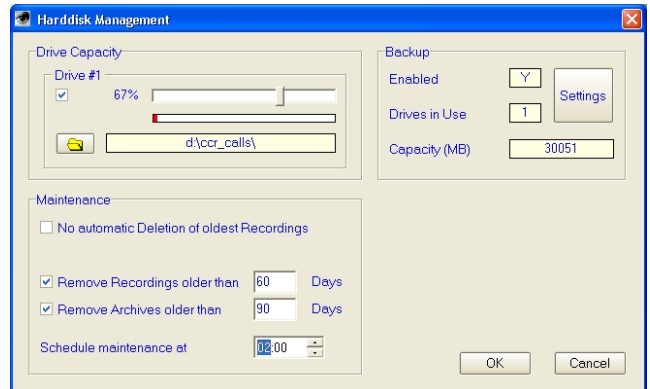 Harddisk Management
Drive Capacity
Drive #1
67%
d:\ccr_calls\
Backup
Enabled Y
Drives in Use 1
Settings
Capacity (MB) 30051
Maintenance
No automatic Deletion of oldest Recordings
Remove Recordings older than 60 Days
Remove Archives older than 90 Days
Schedule maintenance at 02:00
OK Cancel